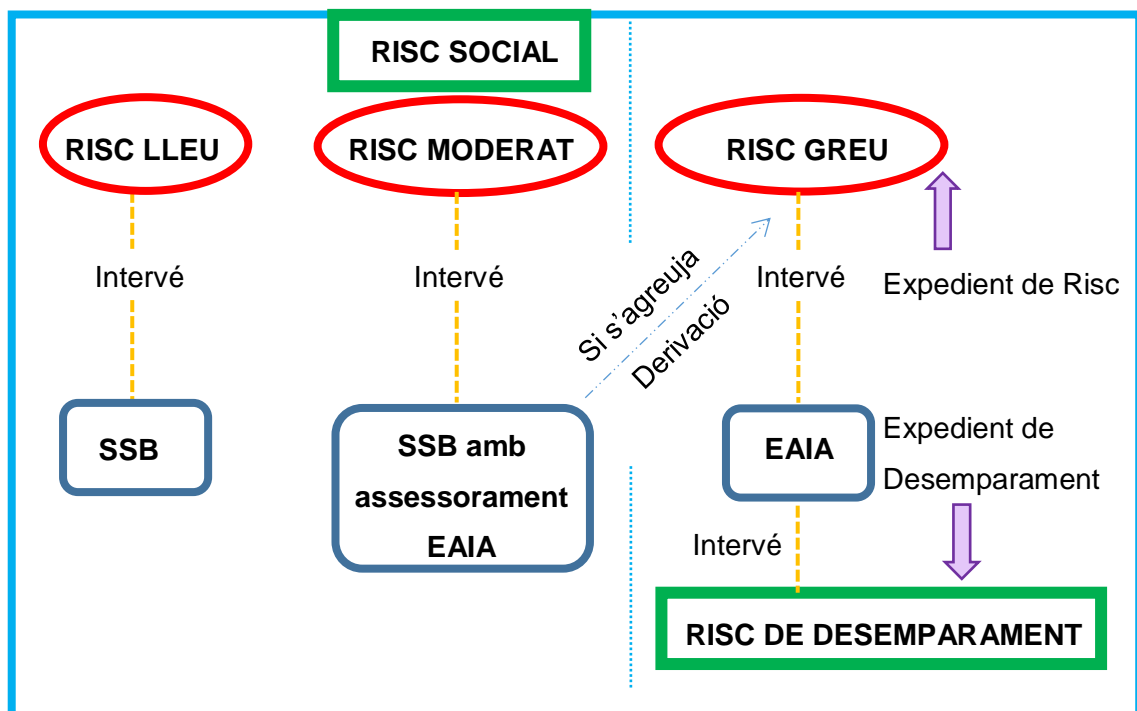 RISC SOCIAL
RISC LLEU
RISC MODERAT
RISC GREU
Intervé
Intervé
Si s’agreuja
Derivació
Intervé
Expedient de Risc
SSB
SSB amb
assessorament
EAIA
EAIA
Expedient de
Desemparament
Intervé
RISC DE DESEMPARAMENT